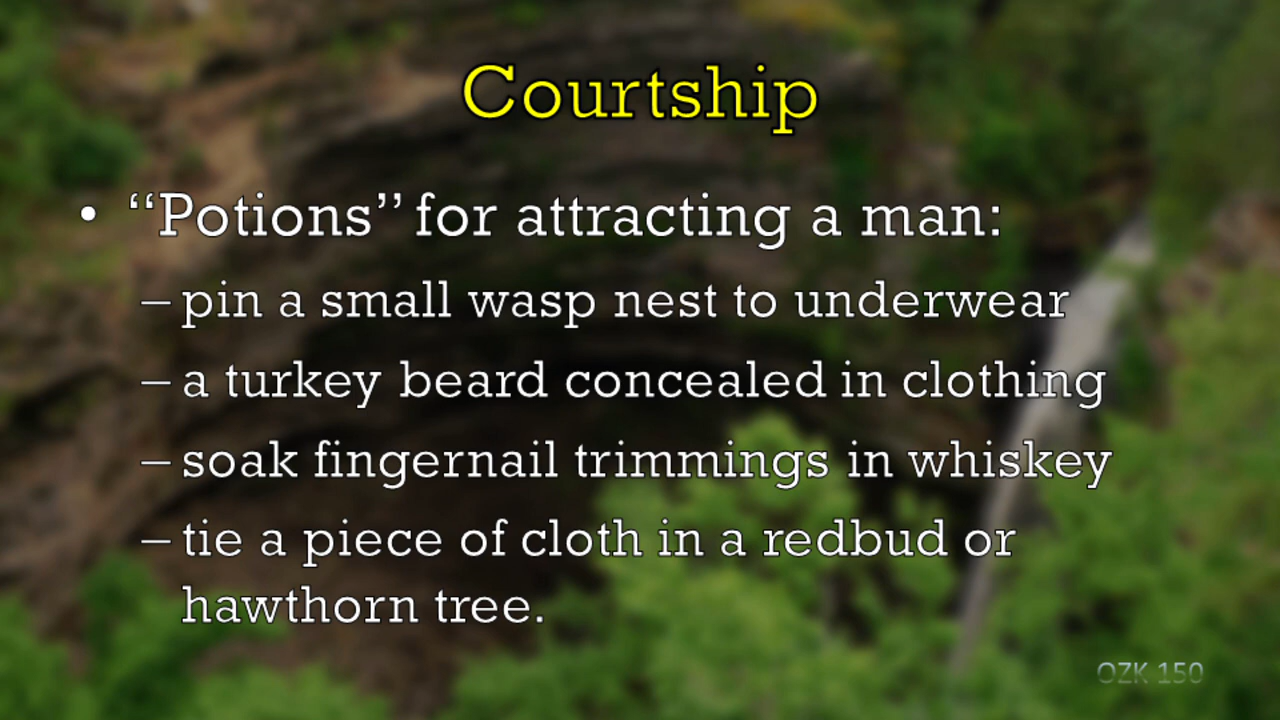 Courtship
• “Potions” for attracting a man:
– pin a small wasp nest to underwear
– a turkey beard concealed in clothing
– soak fingernail trimmings in whiskey
– tie a piece of cloth in a redbud or
hawthorn tree.
OZK 150